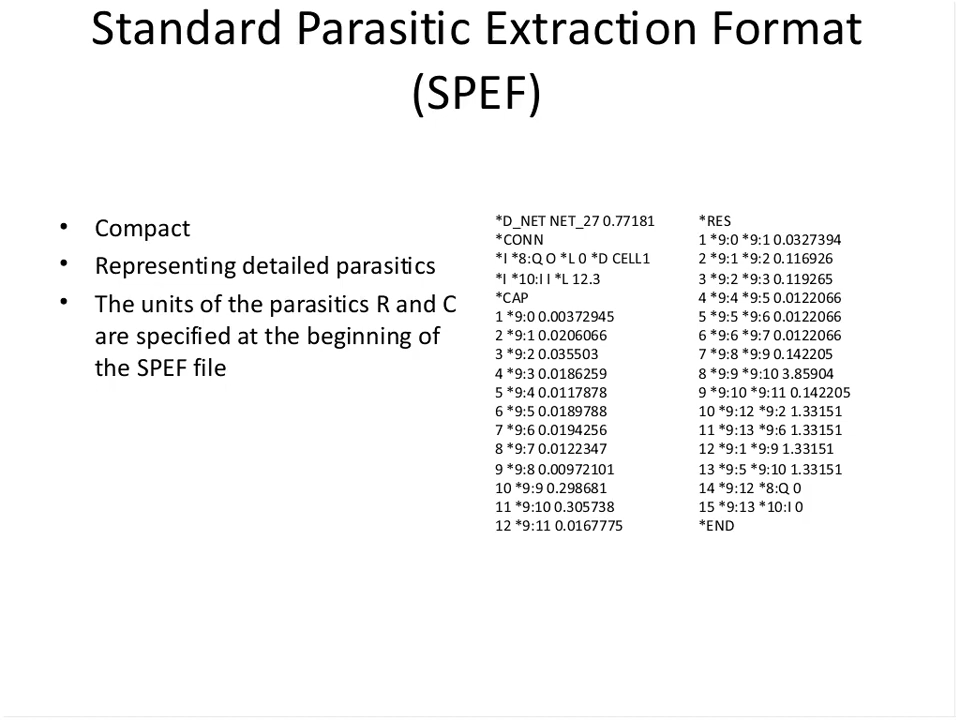 Standard Parasitic Extraction Format
(SPEF)
• Compact
• Representing detailed parasitics
• The units of the parasitics R and C
are specified at the beginning of
the SPEF file
*D_NET NET_27 0.77181
*CONN
*I *8:Q O *L 0 *D CELL1
*I *10:I I *L 12.3
*CAP
1 *9:0 0.00372945
2 *9:1 0.0206066
3 *9:2 0.035503
4 *9:3 0.0186259
5 *9:4 0.0117878
6 *9:5 0.0189788
7 *9:6 0.0194256
8 *9:7 0.0122347
9 *9:8 0.00972101
10 *9:9 0.298681
11 *9:10 0.305738
12 *9:11 0.0167775
*RES
1 *9:0 *9:1 0.0327394
2 *9:1 *9:2 0.116926
3 *9:2 *9:3 0.119265
4 *9:4 *9:5 0.0122066
5 *9:5 *9:6 0.0122066
6 *9:6 *9:7 0.0122066
7 *9:8 *9:9 0.142205
8 *9:9 *9:10 3.85904
9 *9:10 *9:11 0.142205
10 *9:12 *9:2 1.33151
11 *9:13 *9:6 1.33151
12 *9:1 *9:9 1.33151
13 *9:5 *9:10 1.33151
14 *9:12 *8:Q 0
15 *9:13 *10:I 0
*END